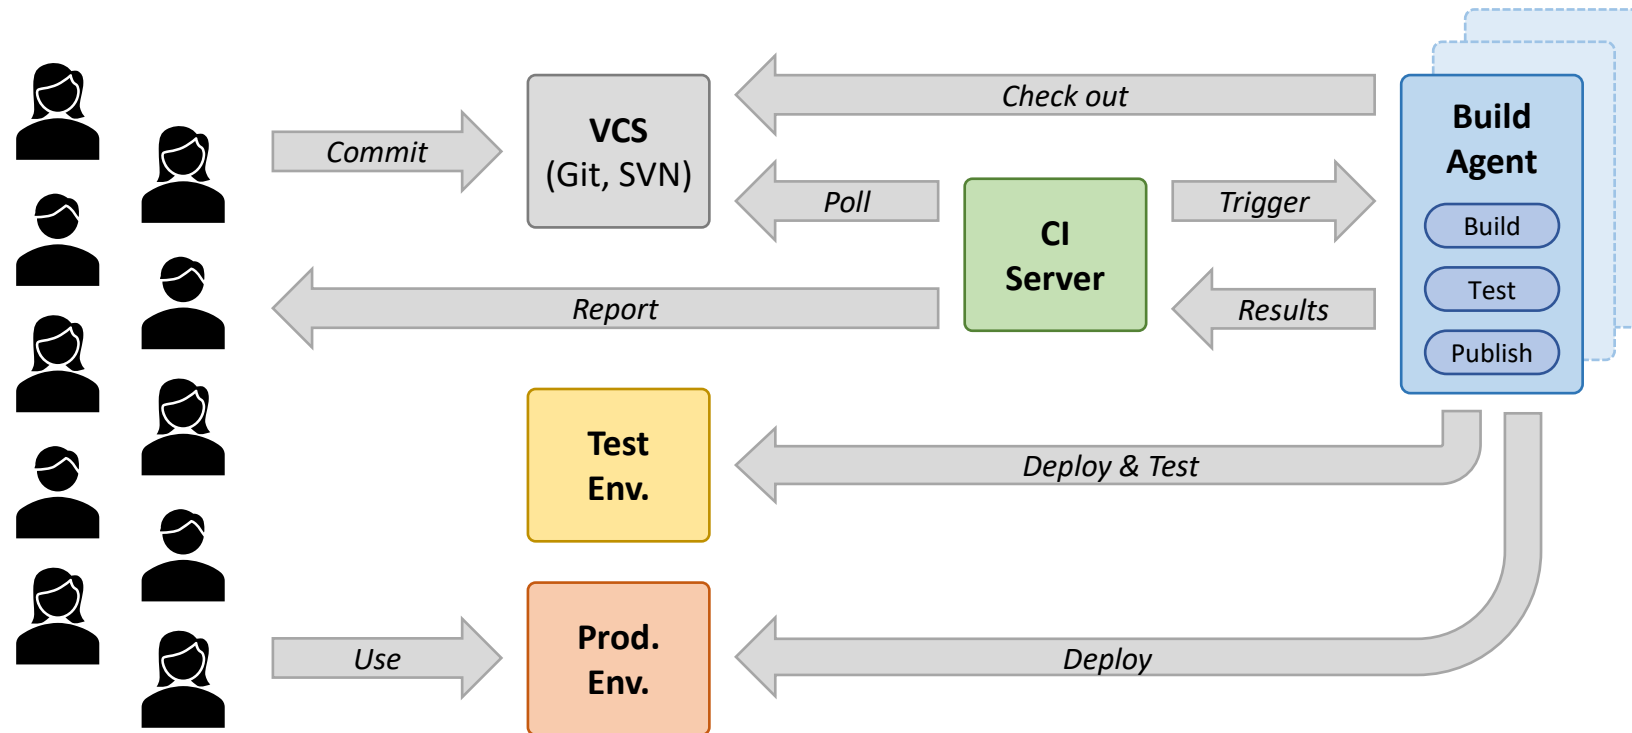 Commit
VCS
(Git, SVN)
Check out
Poll
CI
Server
Trigger
Results
Report
Build
Agent
Build
Test
Publish
Test
Env.
Deploy & Test
Use
Prod.
Env.
Deploy